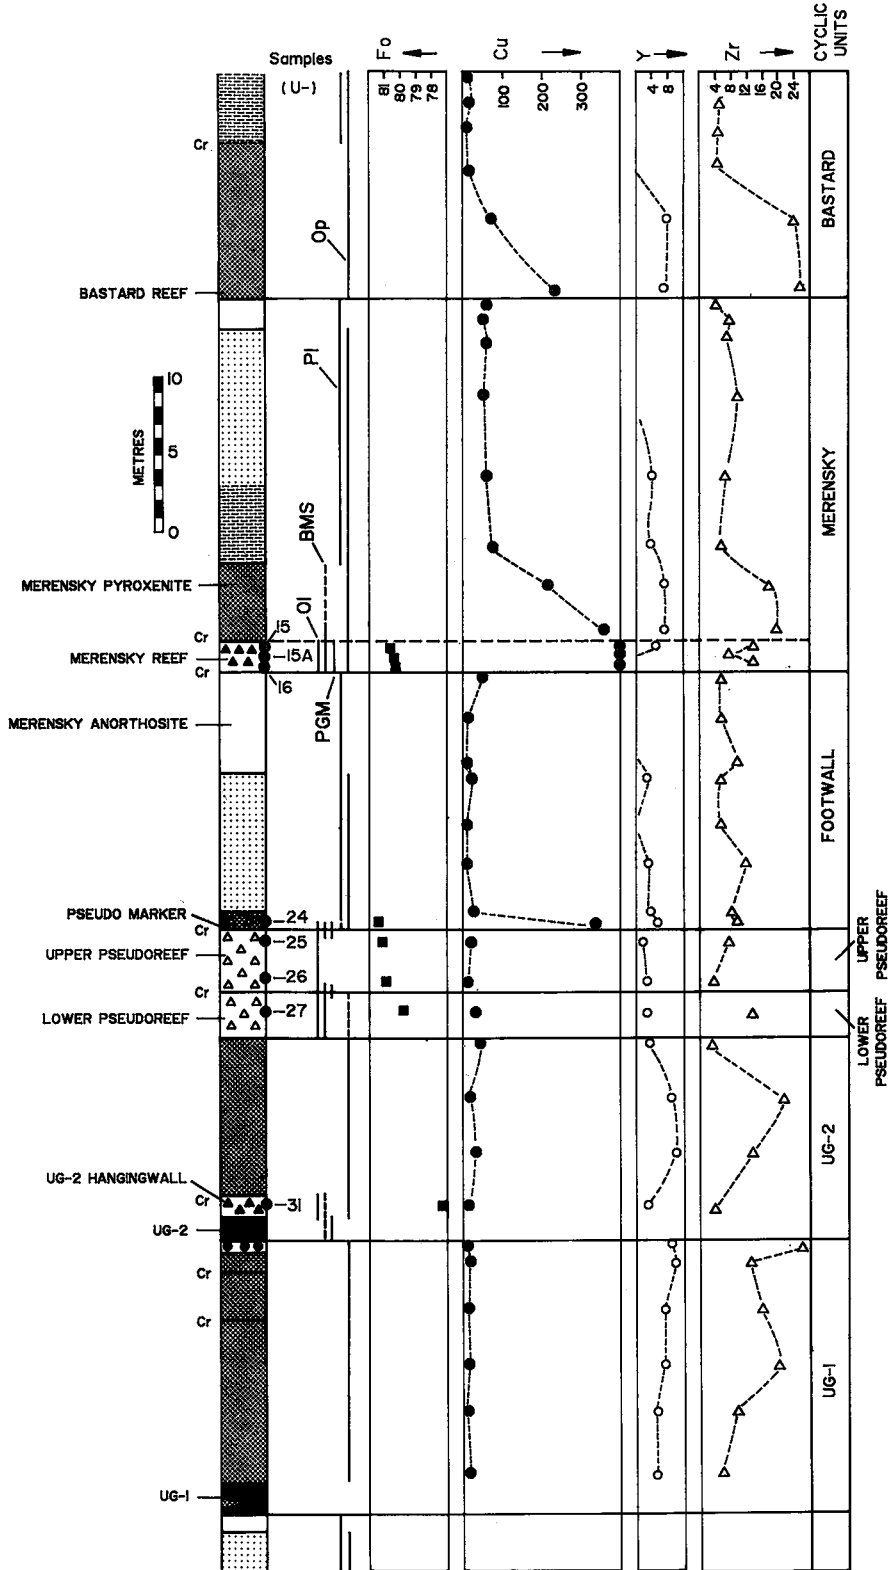 Samples
(U-)
Fo
81
80
79
78
Cu
100
200
300
Y
4
8
Zr
4
8
12
16
20
24
CYCLIC
UNITS
Cr
Op
BASTARD
BASTARD REEF
METRES
10
5
0
Pl
BMS
Ol
MERENSKY
MERENSKY PYROXENITE
Cr
15
MERENSKY REEF
15A
Cr
16
MERENSKY ANORTHOSITE
PGM
FOOTWALL
PSEUDO MARKER
24
Cr
25
UPPER PSEUDOREEF
26
UPPER
PSEUDOREEF
Cr
27
LOWER PSEUDOREEF
LOWER
PSEUDOREEF
UG-2
UG-2 HANGINGWALL
Cr
31
UG-2
Cr
Cr
UG-1
UG-1